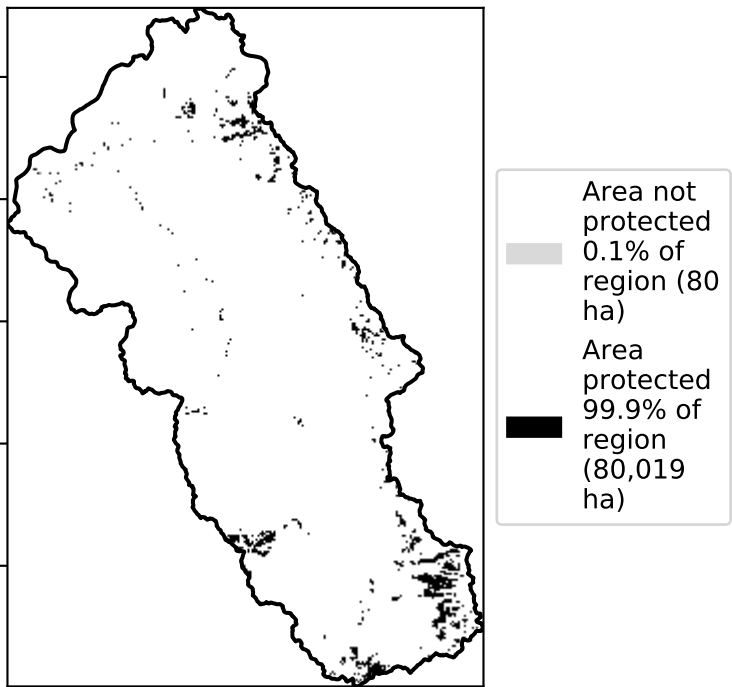 Area not
protected
0.1% of
region (80
ha)
Area
protected
99.9% of
region
(80,019
ha)